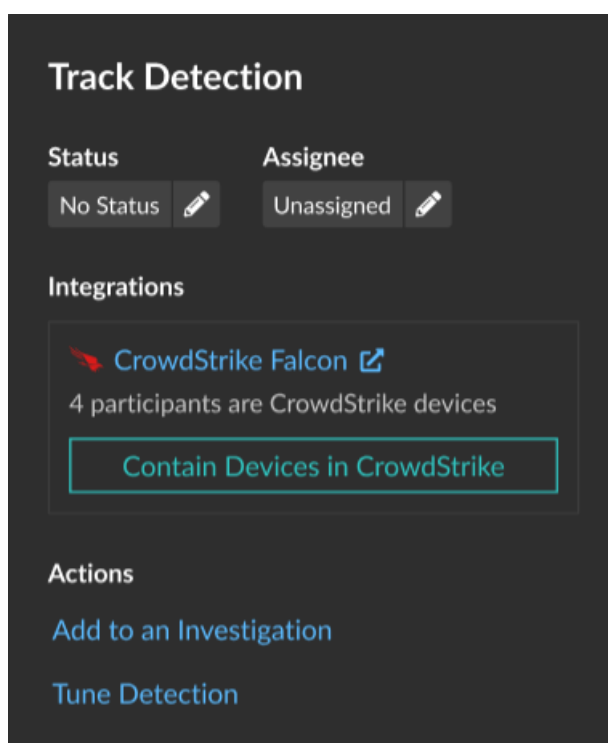 Track Detection
Status Assignee
No Status Unassigned
Integrations
CrowdStrike Falcon
4 participants are CrowdStrike devices
Contain Devices in CrowdStrike
Actions
Add to an Investigation
Tune Detection